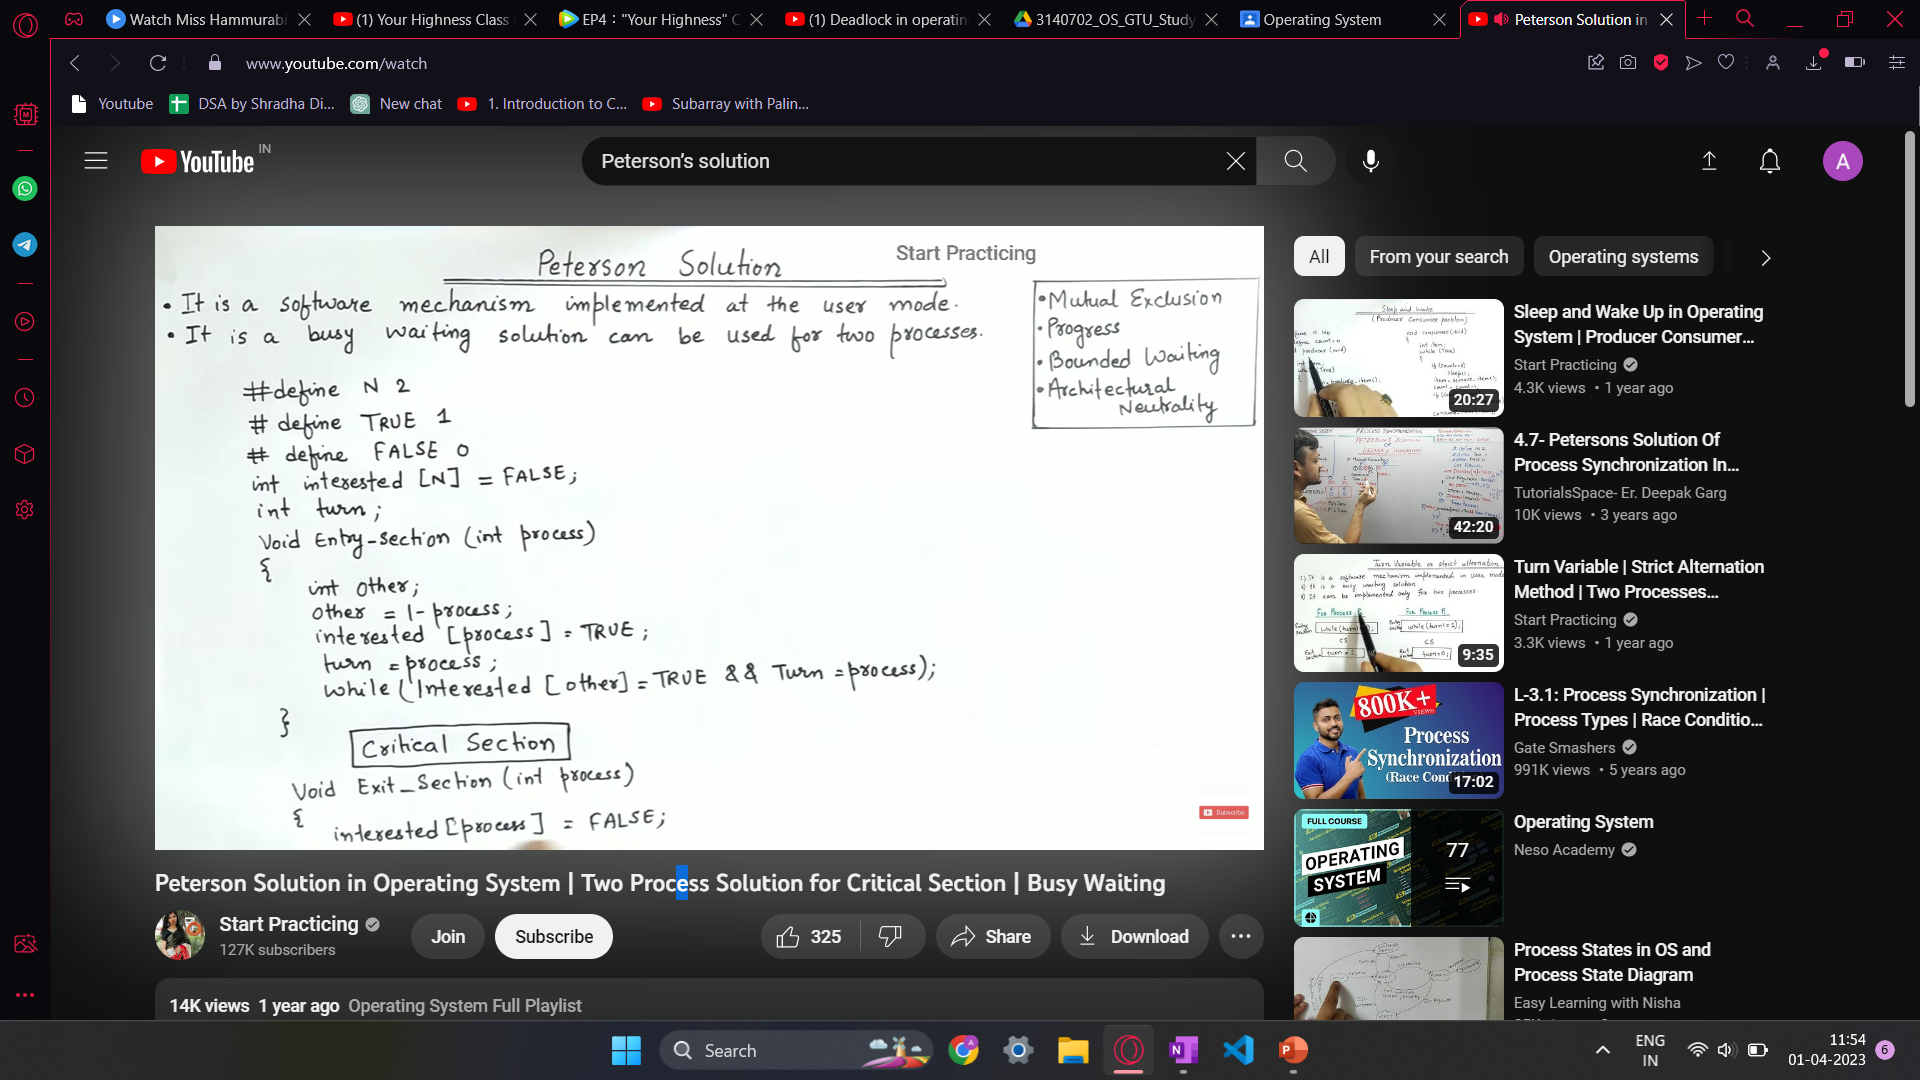 Watch Miss Hammurabi
(1) Your Highness Class
EP4 : "Your Highness" C
(1) Deadlock in operatin
3140702_OS_GTU_Study
Operating System
Peterson Solution in
www.youtube.com/watch
Youtube
DSA by Shradha Di...
New chat
1. Introduction to C...
Subarray with Palin...
YouTube IN
Peterson's solution
A
Peterson Solution
Start Practicing
• It is a software mechanism implemented at the user mode.
• It is a busy waiting solution can be used for two processes.
• Mutual Exclusion
• Progress
• Bounded Waiting
• Architectural
Neutrality
#define N 2
# define TRUE 1
# define FALSE 0
int interested [N] = FALSE;
int turn;
Void Entry-Section (int process)
{
int other;
other = 1- process;
interested [process] = TRUE;
turn = process;
while (Interested [other] = TRUE && Turn = process);
}
Critical Section
Void Exit_Section (int process)
{
interested [process] = FALSE;
Subscribe
Peterson Solution in Operating System | Two Process Solution for Critical Section | Busy Waiting
Start Practicing
127K subscribers
Join
Subscribe
325
Share
Download
14K views 1 year ago Operating System Full Playlist
All
From your search
Operating systems
Sleep and Wake Up in Operating
System | Producer Consumer...
Start Practicing
4.3K views • 1 year ago
20:27
4.7- Petersons Solution Of
Process Synchronization In...
TutorialsSpace- Er. Deepak Garg
10K views • 3 years ago
42:20
Turn Variable | Strict Alternation
Method | Two Processes...
Start Practicing
3.3K views • 1 year ago
9:35
800K+
VIEWS
Process
Synchronization
(Race Cond
17:02
L-3.1: Process Synchronization |
Process Types | Race Conditio...
Gate Smashers
991K views • 5 years ago
FULL COURSE
OPERATING
SYSTEM
77
Operating System
Neso Academy
Process States in OS and
Process State Diagram
Easy Learning with Nisha
Search
ENG
IN
11:54
01-04-2023
6